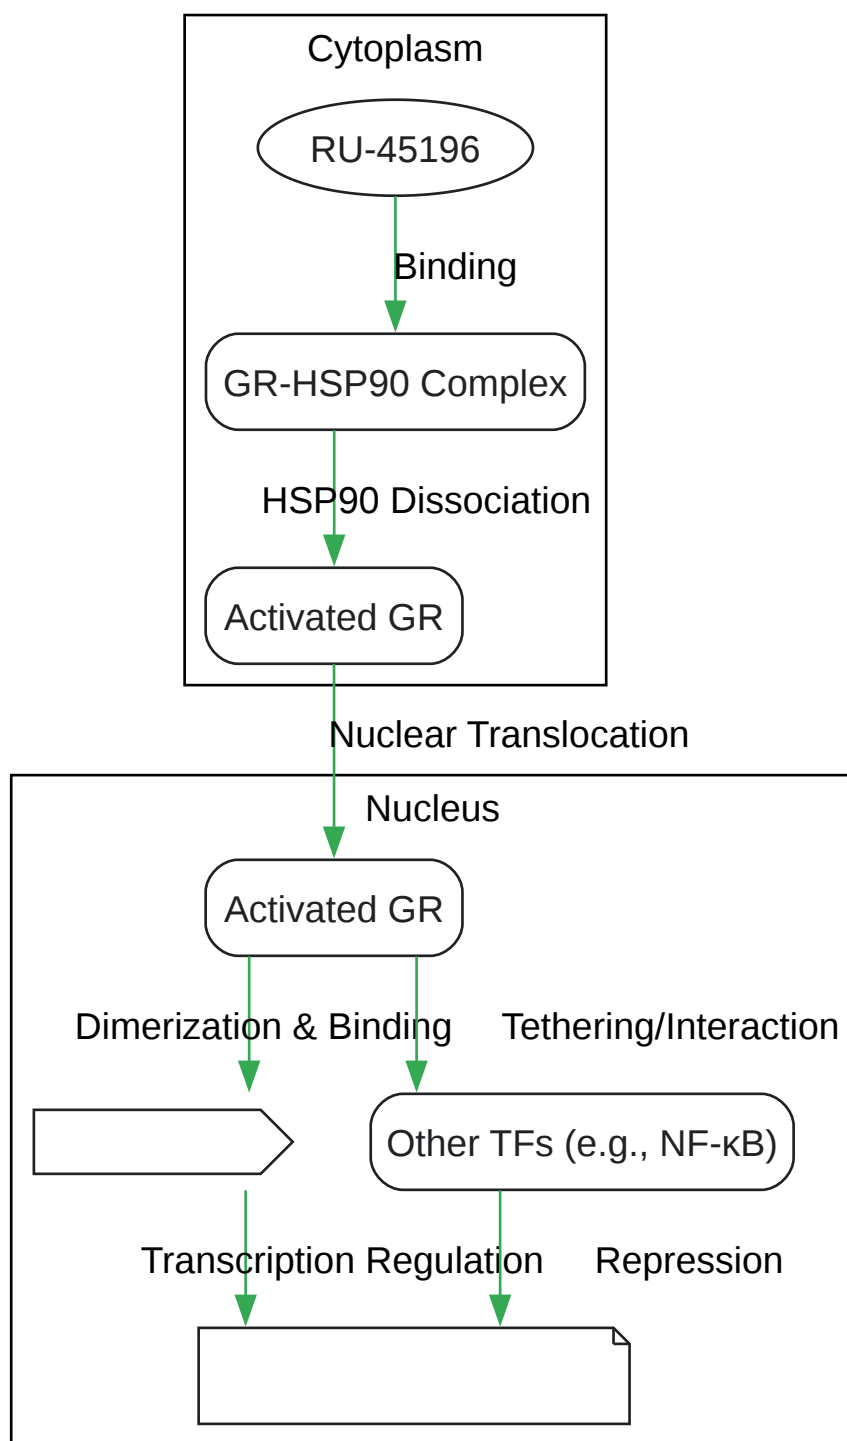 Cytoplasm
RU-45196
Binding
GR-HSP90 Complex
HSP90 Dissociation
Activated GR
Nuclear Translocation
Nucleus
Activated GR
Dimerization & Binding
Tethering/Interaction
Other TFs (e.g., NF-κB)
Transcription Regulation
Repression